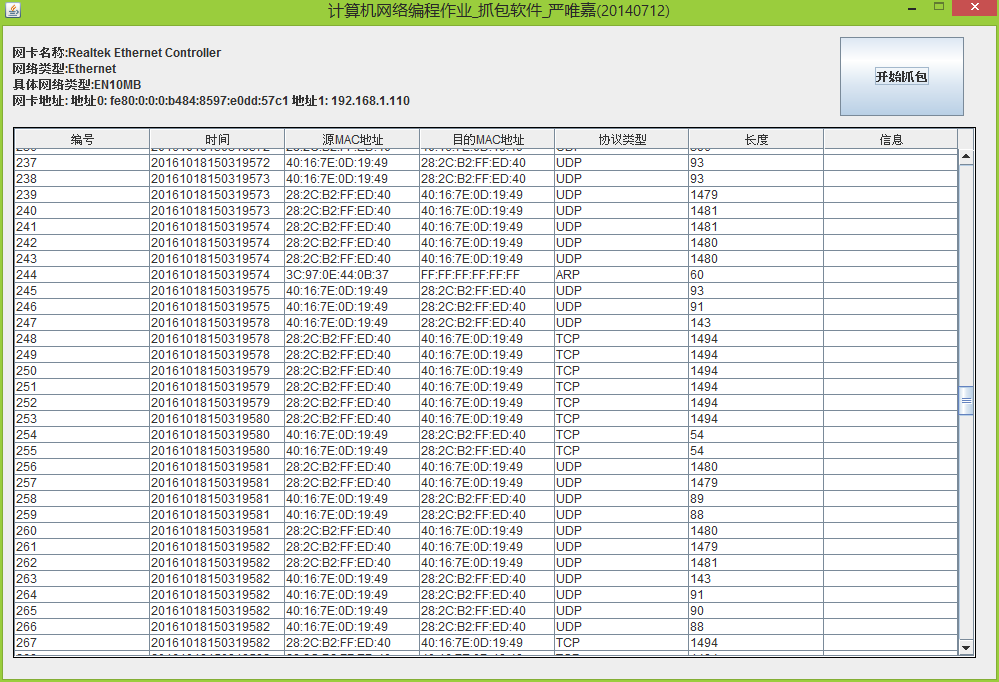 计算机网络编程作业_抓包软件_严唯嘉(20140712)
网卡名称:Realtek Ethernet Controller
网络类型:Ethernet
具体网络类型:EN10MB
网卡地址: 地址0: fe80:0:0:0:b484:8597:e0dd:57c1 地址1: 192.168.1.110
开始抓包
编号 时间 源MAC地址 目的MAC地址 协议类型 长度 信息
237 20161018150319572 40:16:7E:0D:19:49 28:2C:B2:FF:ED:40 UDP 93
238 20161018150319573 40:16:7E:0D:19:49 28:2C:B2:FF:ED:40 UDP 93
239 20161018150319573 28:2C:B2:FF:ED:40 40:16:7E:0D:19:49 UDP 1479
240 20161018150319573 28:2C:B2:FF:ED:40 40:16:7E:0D:19:49 UDP 1481
241 20161018150319574 28:2C:B2:FF:ED:40 40:16:7E:0D:19:49 UDP 1481
242 20161018150319574 28:2C:B2:FF:ED:40 40:16:7E:0D:19:49 UDP 1480
243 20161018150319574 28:2C:B2:FF:ED:40 40:16:7E:0D:19:49 UDP 1480
244 20161018150319574 3C:97:0E:44:0B:37 FF:FF:FF:FF:FF:FF ARP 60
245 20161018150319575 40:16:7E:0D:19:49 28:2C:B2:FF:ED:40 UDP 93
246 20161018150319575 40:16:7E:0D:19:49 28:2C:B2:FF:ED:40 UDP 91
247 20161018150319578 40:16:7E:0D:19:49 28:2C:B2:FF:ED:40 UDP 143
248 20161018150319578 28:2C:B2:FF:ED:40 40:16:7E:0D:19:49 TCP 1494
249 20161018150319578 28:2C:B2:FF:ED:40 40:16:7E:0D:19:49 TCP 1494
250 20161018150319579 28:2C:B2:FF:ED:40 40:16:7E:0D:19:49 TCP 1494
251 20161018150319579 28:2C:B2:FF:ED:40 40:16:7E:0D:19:49 TCP 1494
252 20161018150319579 28:2C:B2:FF:ED:40 40:16:7E:0D:19:49 TCP 1494
253 20161018150319580 28:2C:B2:FF:ED:40 40:16:7E:0D:19:49 TCP 1494
254 20161018150319580 40:16:7E:0D:19:49 28:2C:B2:FF:ED:40 TCP 54
255 20161018150319580 40:16:7E:0D:19:49 28:2C:B2:FF:ED:40 TCP 54
256 20161018150319581 28:2C:B2:FF:ED:40 40:16:7E:0D:19:49 UDP 1480
257 20161018150319581 28:2C:B2:FF:ED:40 40:16:7E:0D:19:49 UDP 1479
258 20161018150319581 40:16:7E:0D:19:49 28:2C:B2:FF:ED:40 UDP 89
259 20161018150319581 40:16:7E:0D:19:49 28:2C:B2:FF:ED:40 UDP 88
260 20161018150319581 28:2C:B2:FF:ED:40 40:16:7E:0D:19:49 UDP 1480
261 20161018150319582 28:2C:B2:FF:ED:40 40:16:7E:0D:19:49 UDP 1479
262 20161018150319582 28:2C:B2:FF:ED:40 40:16:7E:0D:19:49 UDP 1481
263 20161018150319582 40:16:7E:0D:19:49 28:2C:B2:FF:ED:40 UDP 143
264 20161018150319582 40:16:7E:0D:19:49 28:2C:B2:FF:ED:40 UDP 91
265 20161018150319582 40:16:7E:0D:19:49 28:2C:B2:FF:ED:40 UDP 90
266 20161018150319582 40:16:7E:0D:19:49 28:2C:B2:FF:ED:40 UDP 88
267 20161018150319582 28:2C:B2:FF:ED:40 40:16:7E:0D:19:49 TCP 1494